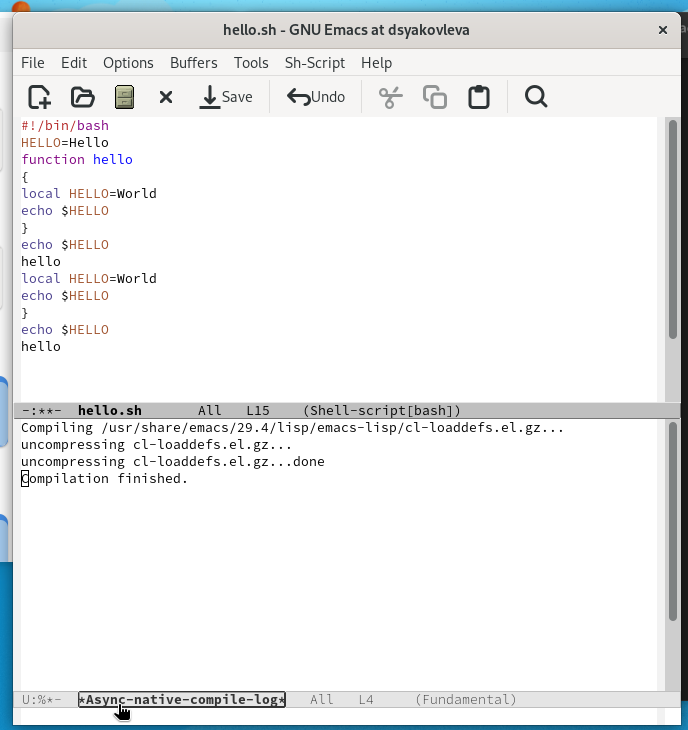 hello.sh - GNU Emacs at dsyakovleva
File Edit Options Buffers Tools Sh-Script Help
Save Undo
#!/bin/bash
HELLO=Hello
function hello
{
local HELLO=World
echo $HELLO
}
echo $HELLO
hello
local HELLO=World
echo $HELLO
}
echo $HELLO
hello
-:**- hello.sh All L15 (Shell-script[bash])
Compiling /usr/share/emacs/29.4/lisp/emacs-lisp/cl-loaddefs.el.gz...
uncompressing cl-loaddefs.el.gz...
uncompressing cl-loaddefs.el.gz...done
Compilation finished.
U:%*- *Async-native-compile-log* All L4 (Fundamental)